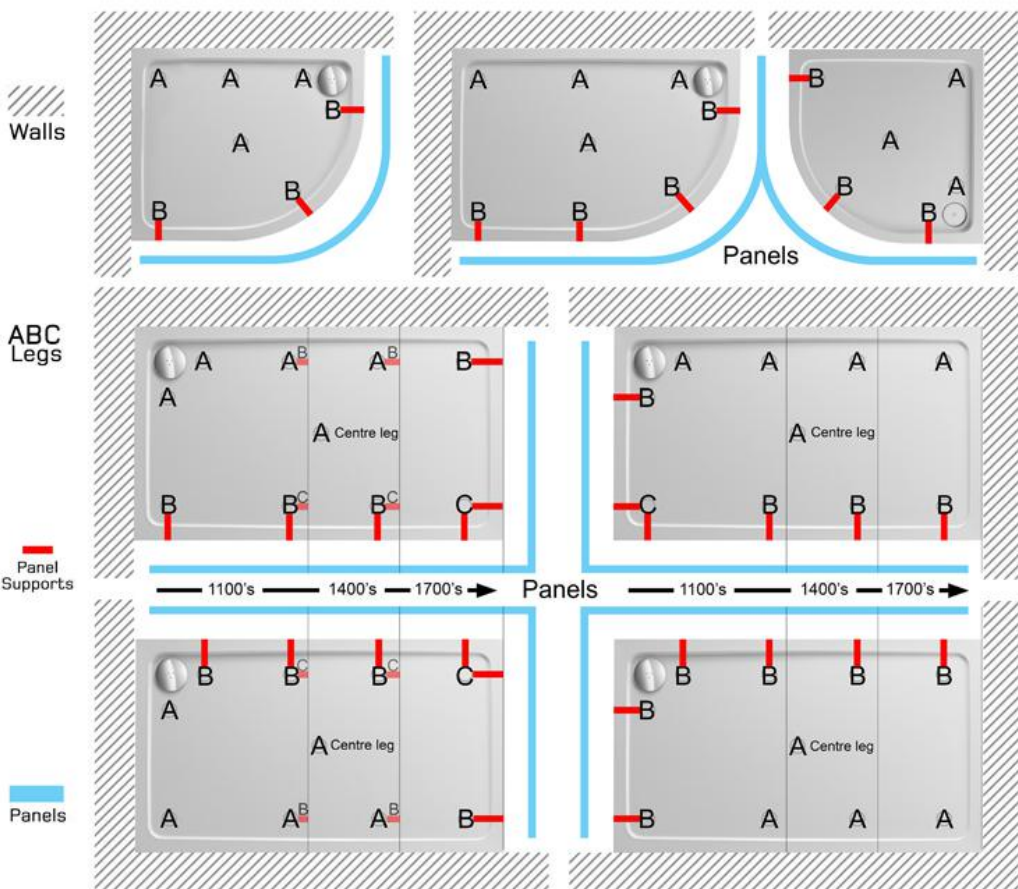 A A A
B
A
B
B
A A A
B
A
B
B B
B A
A
B A
B
Walls
Panels
ABC
Legs
A A B A B B
A
A Centre leg
B B C B C C
A A A A
B
A Centre leg
C B B B
Panel
Supports
1100's 1400's 1700's
Panels
1100's 1400's 1700's
B B C B C C
A
A Centre leg
A A B A B B
B B B B
B
A Centre leg
B A A A
Panels